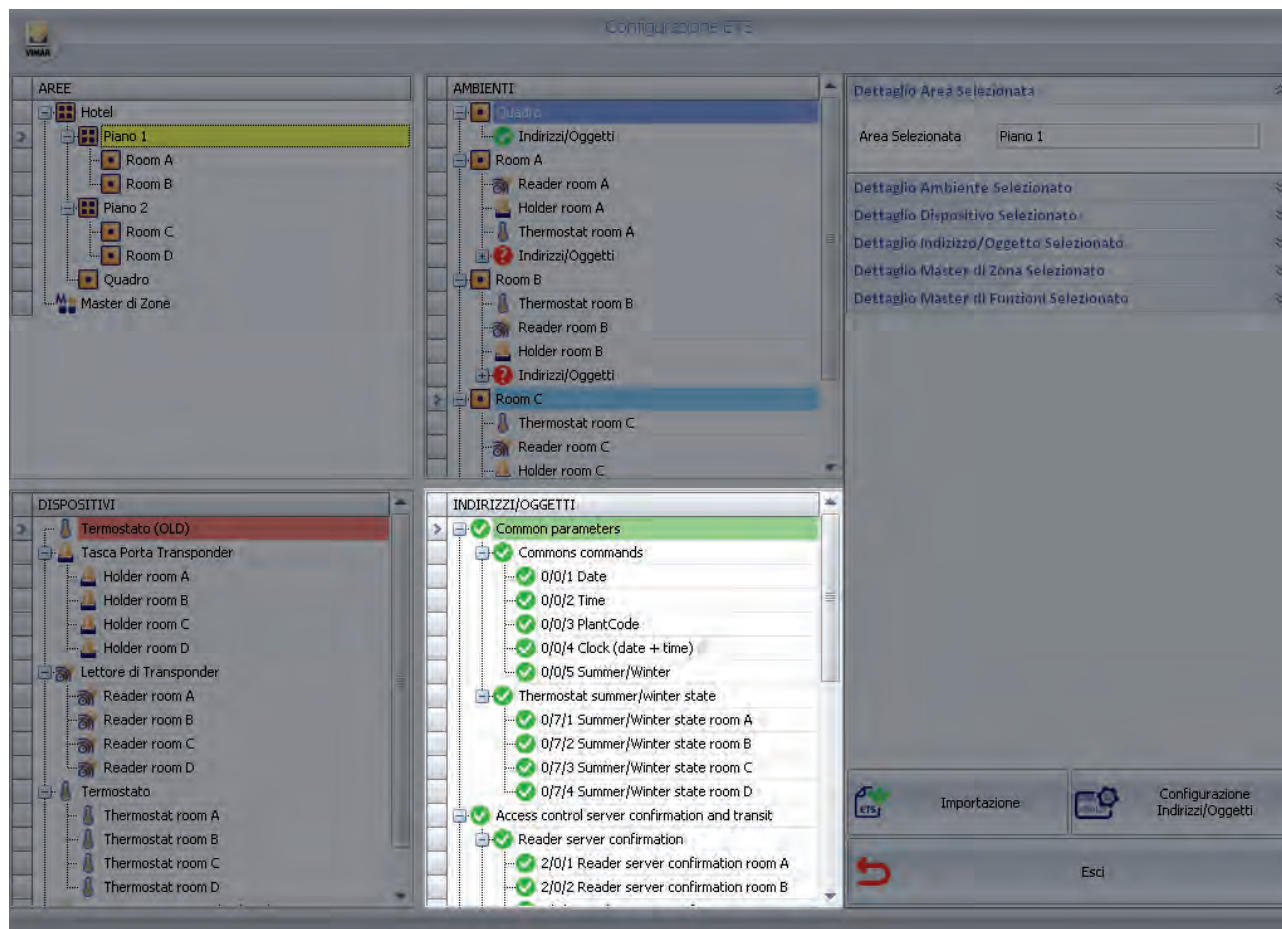 Configurazione ETS
VIMAR
AREE
Hotel
Piano 1
Room A
Room B
Piano 2
Room C
Room D
Quadro
Master di Zone
AMBIENTI
Quadro
Indirizzi/Oggetti
Room A
Reader room A
Holder room A
Thermostat room A
Indirizzi/Oggetti
Room B
Thermostat room B
Reader room B
Holder room B
Indirizzi/Oggetti
Room C
Thermostat room C
Reader room C
Holder room C
Dettaglio Area Selezionata
Area Selezionata Piano 1
Dettaglio Ambiente Selezionato
Dettaglio Dispositivo Selezionato
Dettaglio Indizizzo/Oggetto Selezionato
Dettaglio Master di Zona Selezionato
Dettaglio Master di Funzioni Selezionato
DISPOSITIVI
Termostato (OLD)
Tasca Porta Transponder
Holder room A
Holder room B
Holder room C
Holder room D
Lettore di Transponder
Reader room A
Reader room B
Reader room C
Reader room D
Termostato
Thermostat room A
Thermostat room B
Thermostat room C
Thermostat room D
INDIRIZZI/OGGETTI
Common parameters
Commons commands
0/0/1 Date
0/0/2 Time
0/0/3 PlantCode
0/0/4 Clock (date + time)
0/0/5 Summer/Winter
Thermostat summer/winter state
0/7/1 Summer/Winter state room A
0/7/2 Summer/Winter state room B
0/7/3 Summer/Winter state room C
0/7/4 Summer/Winter state room D
Access control server confirmation and transit
Reader server confirmation
2/0/1 Reader server confirmation room A
2/0/2 Reader server confirmation room B
ETS
Importazione
Configurazione
Indirizzi/Oggetti
Esci